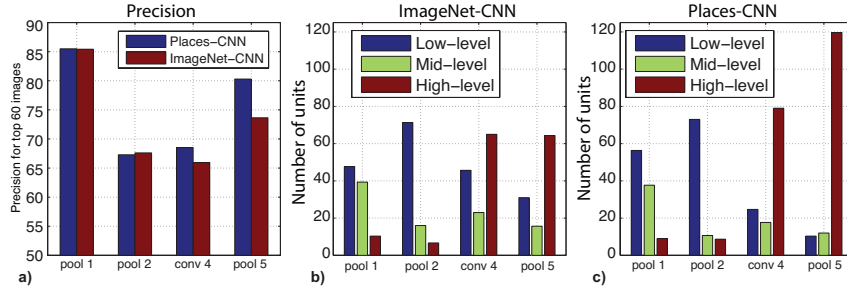 Precision
Places-CNN
ImageNet-CNN
Precision for top 60 images
85
80
75
70
65
60
55
50
pool 1
pool 2
conv 4
pool 5
a)
ImageNet-CNN
Low-level
Mid-level
High-level
Number of units
120
100
80
60
40
20
0
pool 1
pool 2
conv 4
pool 5
b)
Places-CNN
Low-level
Mid-level
High-level
Number of units
120
100
80
60
40
20
0
pool 1
pool 2
conv 4
pool 5
c)